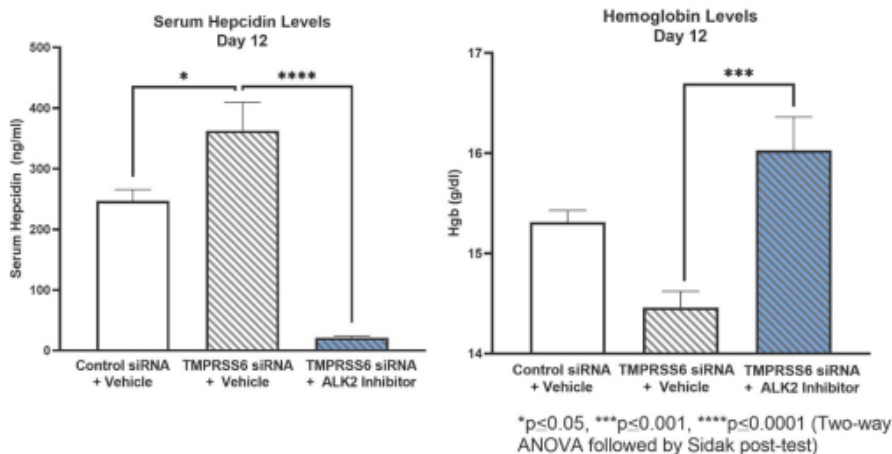 Serum Hepcidin Levels
Day 12
500
400
300
200
100
0
Serum Hepcidin (ng/ml)
*
****
Control siRNA
+ Vehicle
TMPRSS6 siRNA
+ Vehicle
TMPRSS6 siRNA
+ ALK2 Inhibitor
Hemoglobin Levels
Day 12
17
16
15
14
Hgb (g/dl)
***
Control siRNA
+ Vehicle
TMPRSS6 siRNA
+ Vehicle
TMPRSS6 siRNA
+ ALK2 Inhibitor
*p≤0.05, ***p≤0.001, ****p≤0.0001 (Two-way
ANOVA followed by Sidak post-test)